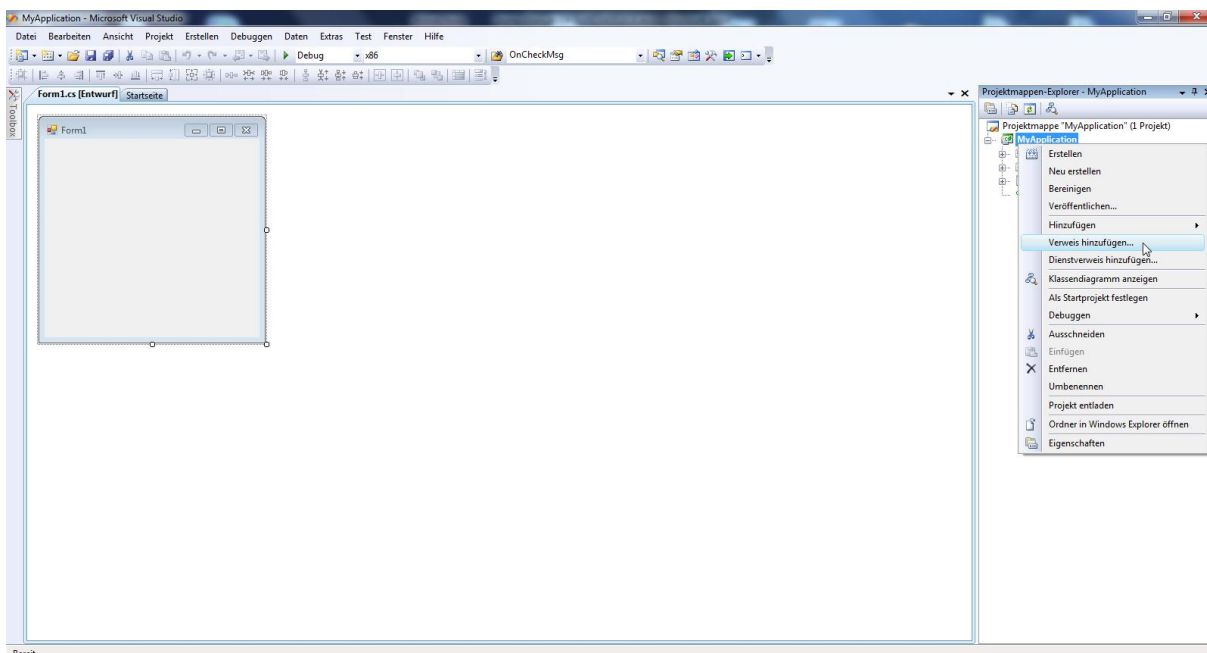 MyApplication - Microsoft Visual Studio
Datei Bearbeiten Ansicht Projekt Erstellen Debuggen Daten Extras Test Fenster Hilfe
Debug x86 OnCheckMsg
Toolbox
Form1.cs [Entwurf] Startseite
Form1
Projektmappen-Explorer - MyApplication
Projektmappe "MyApplication" (1 Projekt)
MyApplication
Erstellen
Neu erstellen
Bereinigen
Veröffentlichen...
Hinzufügen
Verweis hinzufügen...
Dienstverweis hinzufügen...
Klassendiagramm anzeigen
Als Startprojekt festlegen
Debuggen
Ausschneiden
Einfügen
Entfernen
Umbenennen
Projekt entladen
Ordner in Windows Explorer öffnen
Eigenschaften